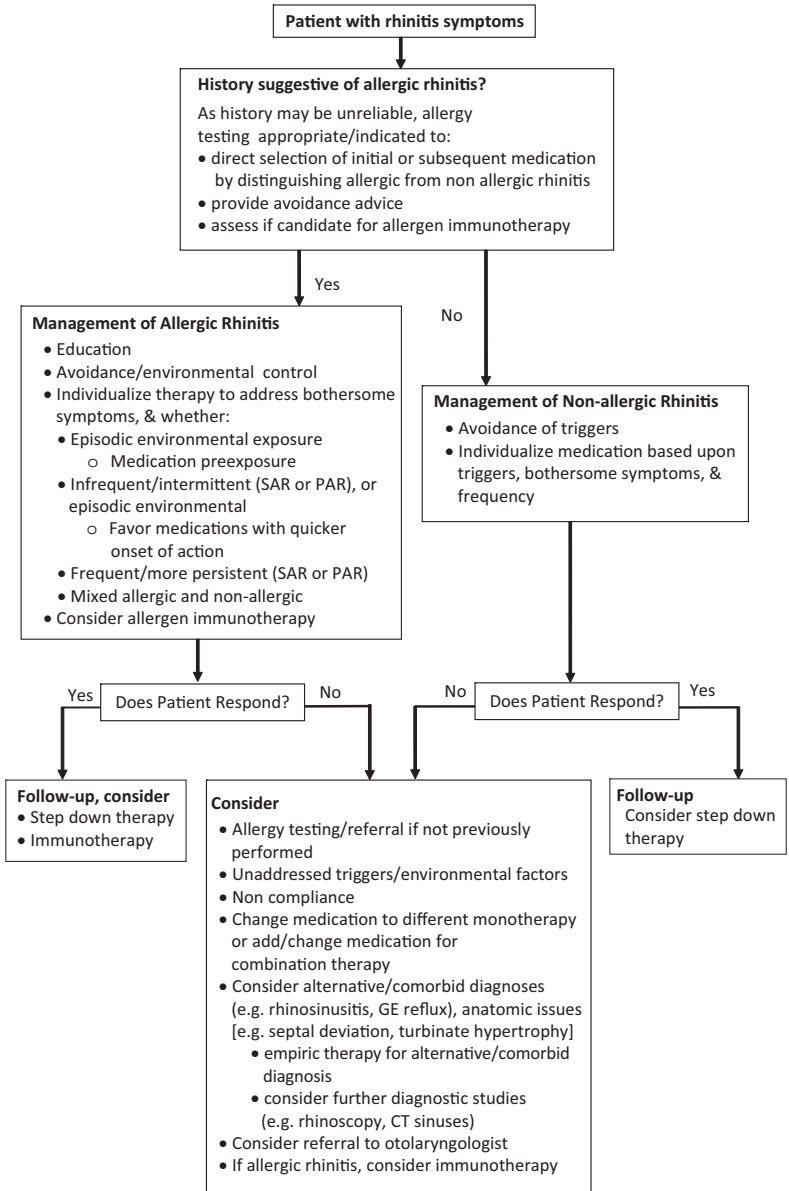 Patient with rhinitis symptoms
History suggestive of allergic rhinitis?
As history may be unreliable, allergy
testing appropriate/indicated to:
• direct selection of initial or subsequent medication
by distinguishing allergic from non allergic rhinitis
• provide avoidance advice
• assess if candidate for allergen immunotherapy
Yes
No
Management of Allergic Rhinitis
• Education
• Avoidance/environmental control
• Individualize therapy to address bothersome
symptoms, & whether:
• Episodic environmental exposure
o Medication preexposure
• Infrequent/intermittent (SAR or PAR), or
episodic environmental
o Favor medications with quicker
onset of action
• Frequent/more persistent (SAR or PAR)
• Mixed allergic and non-allergic
• Consider allergen immunotherapy
Management of Non-allergic Rhinitis
• Avoidance of triggers
• Individualize medication based upon
triggers, bothersome symptoms, &
frequency
Yes
Does Patient Respond?
No
No
Does Patient Respond?
Yes
Follow-up, consider
• Step down therapy
• Immunotherapy
Consider
• Allergy testing/referral if not previously
performed
• Unaddressed triggers/environmental factors
• Non compliance
• Change medication to different monotherapy
or add/change medication for
combination therapy
• Consider alternative/comorbid diagnoses
(e.g. rhinosinusitis, GE reflux), anatomic issues
[e.g. septal deviation, turbinate hypertrophy]
• empiric therapy for alternative/comorbid
diagnosis
• consider further diagnostic studies
(e.g. rhinoscopy, CT sinuses)
• Consider referral to otolaryngologist
• If allergic rhinitis, consider immunotherapy
Follow-up
Consider step down
therapy